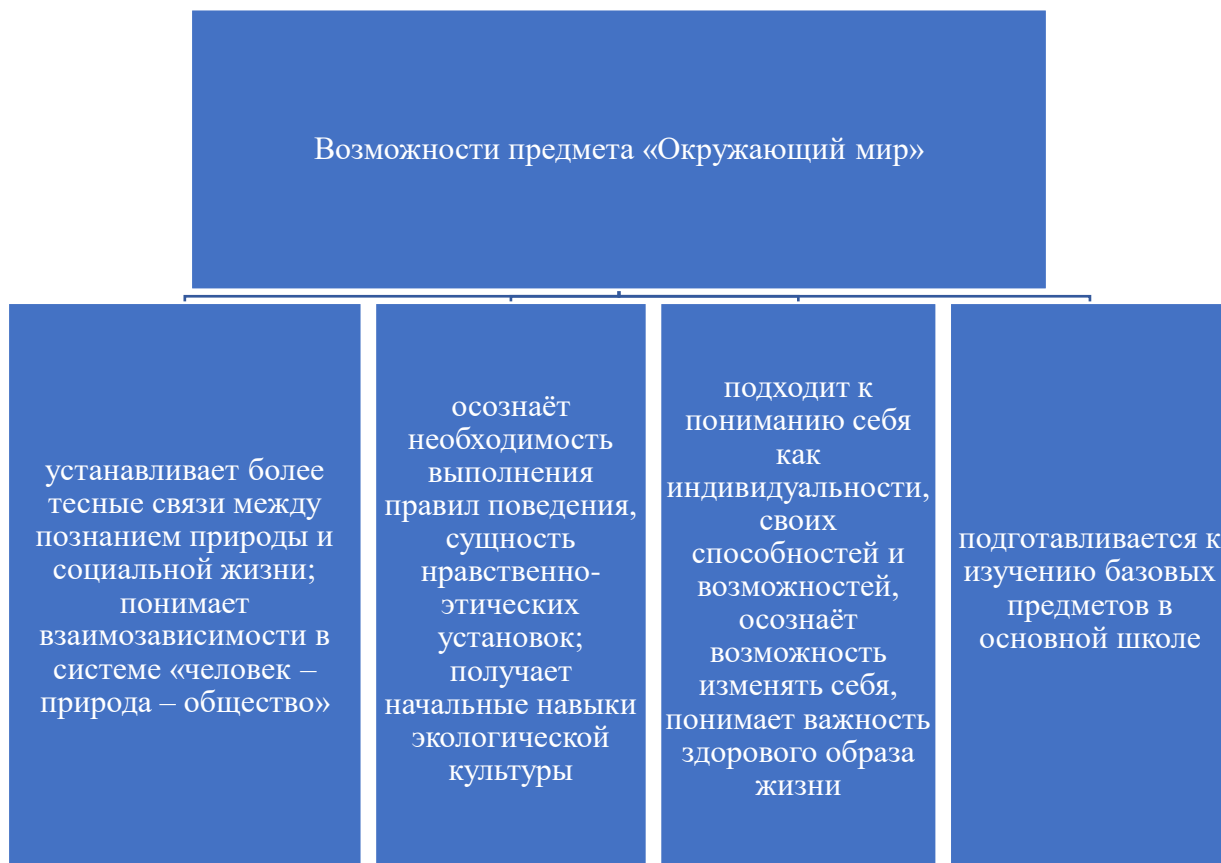 Возможности предмета «Окружающий мир»
устанавливает более
тесные связи между
познанием природы и
социальной жизни;
понимает
взаимозависимости в
системе «человек –
природа – общество»
осознаёт
необходимость
выполнения
правил поведения,
сущность
нравственно-
этических
установок;
получает
начальные навыки
экологической
культуры
подходит к
пониманию себя
как
индивидуальности,
своих
способностей и
возможностей,
осознаёт
возможность
изменять себя,
понимает важность
здорового образа
жизни
подготавливается к
изучению базовых
предметов в
основной школе